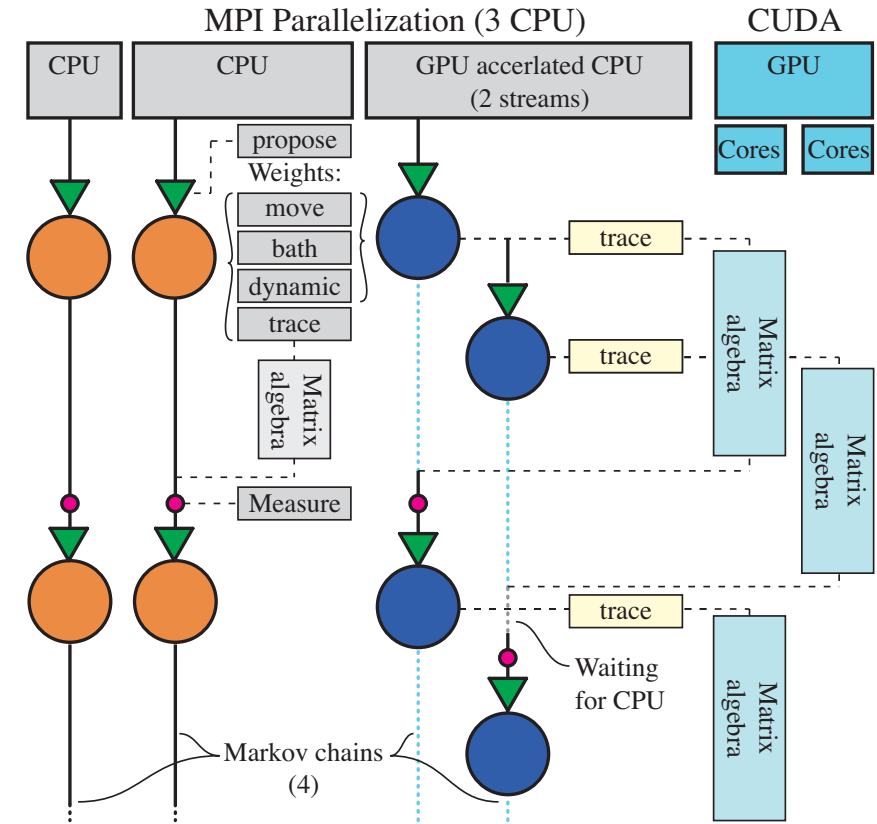 MPI Parallelization (3 CPU)
CUDA
CPU
CPU
GPU accerlated CPU
(2 streams)
GPU
Cores
Cores
propose
Weights:
move
bath
dynamic
trace
Matrix
algebra
Measure
trace
trace
Matrix
algebra
Matrix
algebra
trace
Waiting
for CPU
Matrix
algebra
Markov chains
(4)